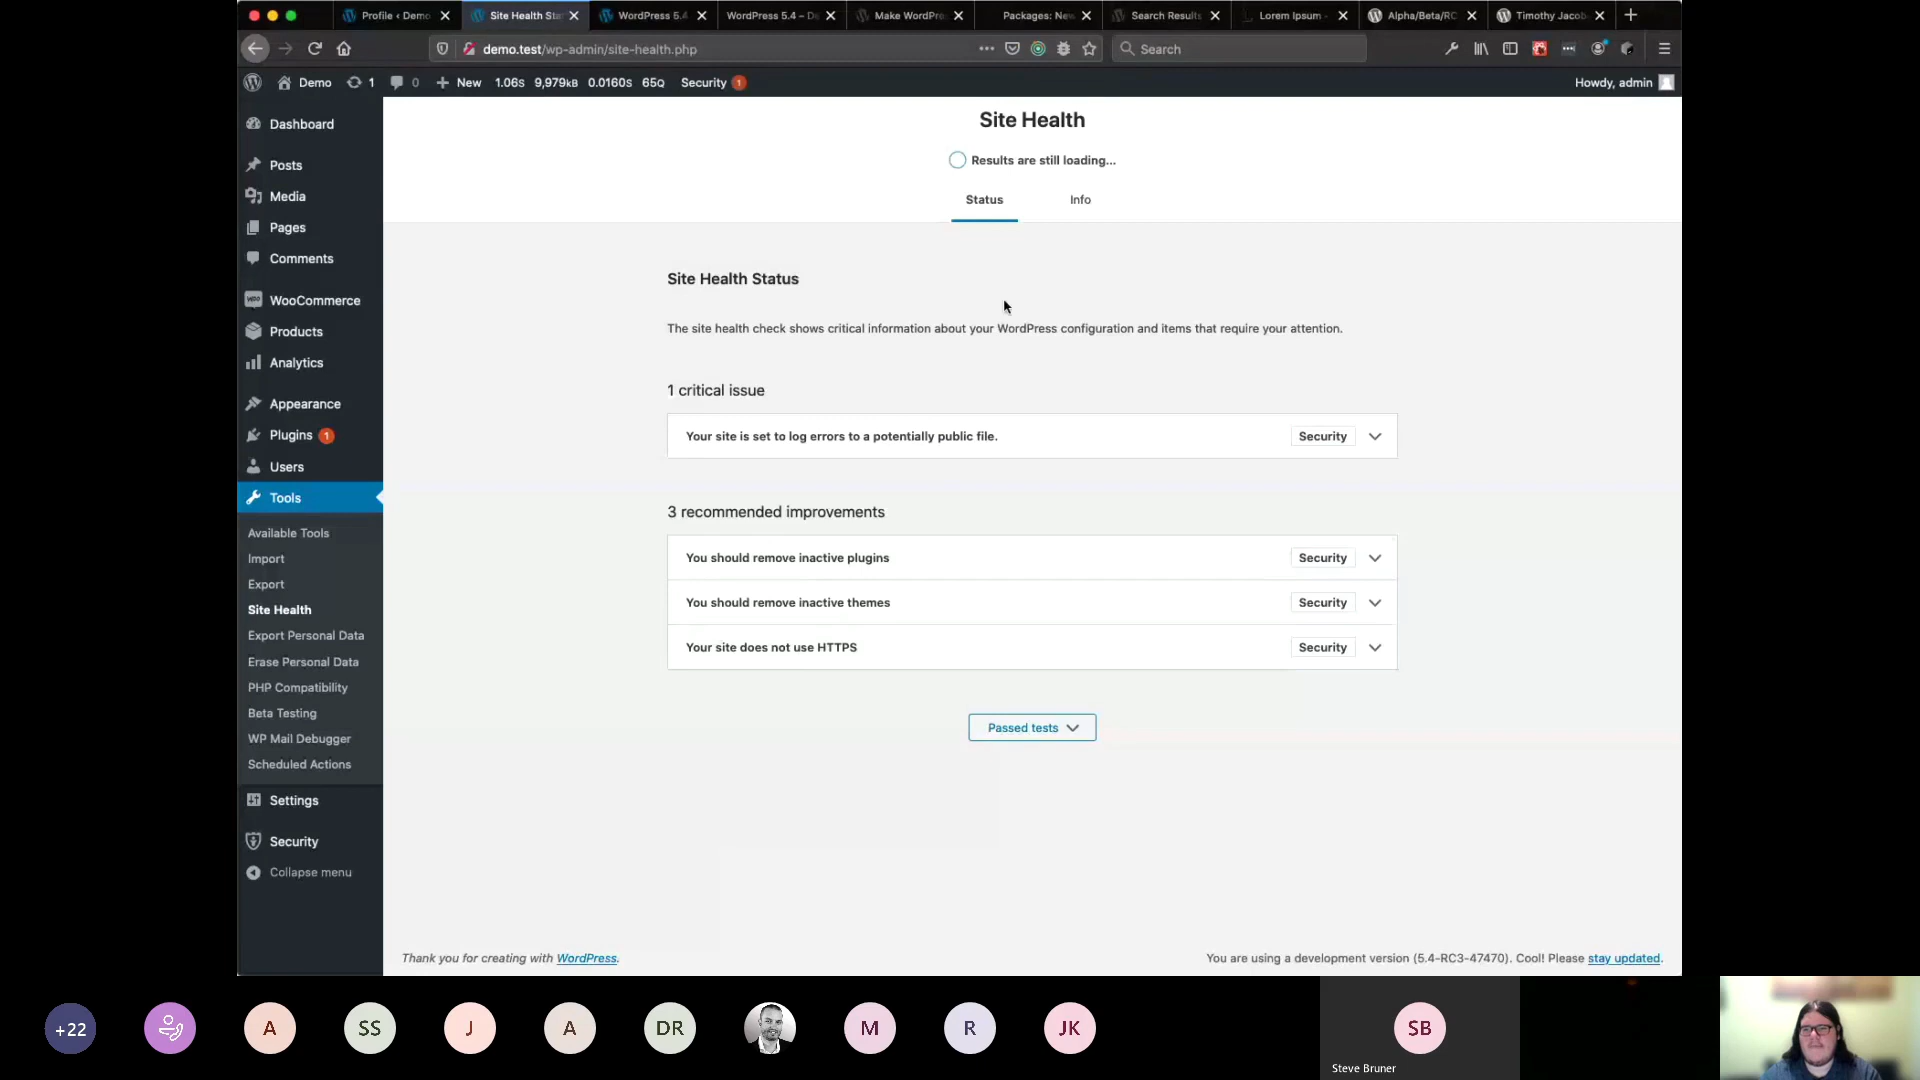 Profile ‹ Demo
Site Health Sta
WordPress 5.4
WordPress 5.4 – De
Make WordPre
Packages: New
Search Results
Lorem Ipsum -
Alpha/Beta/RC
Timothy Jacob
demo.test/wp-admin/site-health.php
Search
Demo
1
0
New
1.06s 9,979kB 0.0160s 65Q
Security 1
Howdy, admin
Dashboard
Posts
Media
Pages
Comments
WooCommerce
Products
Analytics
Appearance
Plugins 1
Users
Tools
Available Tools
Import
Export
Site Health
Export Personal Data
Erase Personal Data
PHP Compatibility
Beta Testing
WP Mail Debugger
Scheduled Actions
Settings
Security
Collapse menu
Site Health
Results are still loading...
Status
Info
Site Health Status
The site health check shows critical information about your WordPress configuration and items that require your attention.
1 critical issue
Your site is set to log errors to a potentially public file.
Security
3 recommended improvements
You should remove inactive plugins
Security
You should remove inactive themes
Security
Your site does not use HTTPS
Security
Passed tests
Thank you for creating with WordPress.
You are using a development version (5.4-RC3-47470). Cool! Please stay updated.
+22
A
SS
J
A
DR
M
R
JK
SB
Steve Bruner